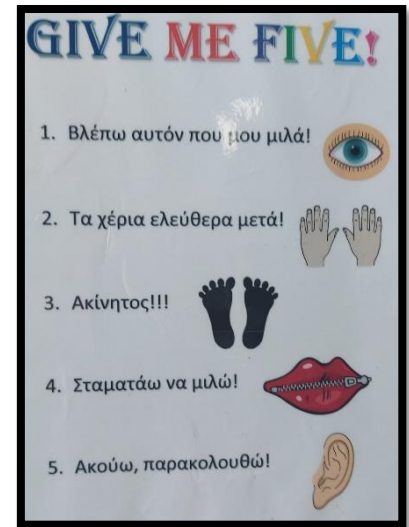 GIVE ME FIVE!
1. Βλέπω αυτόν που μου μιλά!
2. Τα χέρια ελεύθερα μετά!
3. Ακίνητος!!!
4. Σταματάω να μιλώ!
5. Ακούω, παρακολουθώ!